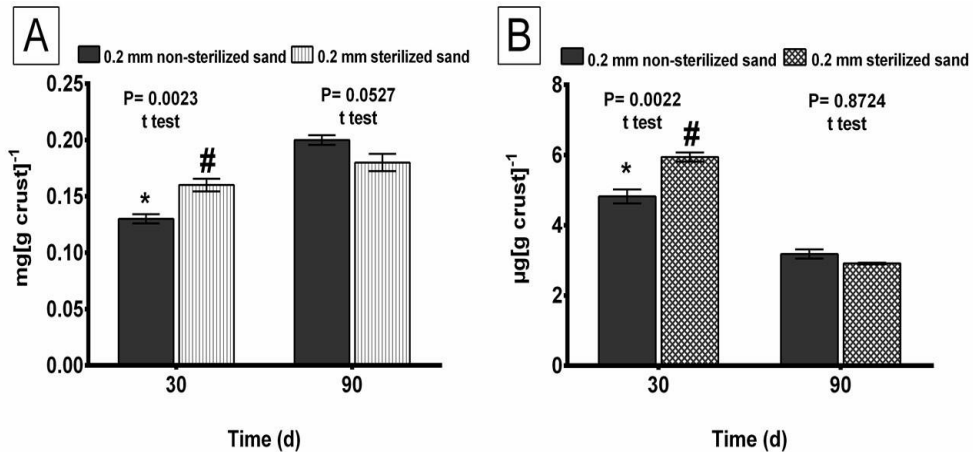 A
0.2 mm non-sterilized sand
0.2 mm sterilized sand
mg[g crust]-1
0.25
0.20
0.15
0.10
0.05
0.00
P= 0.0023
t test
P= 0.0527
t test
*
#
30
90
Time (d)
B
0.2 mm non-sterilized sand
0.2 mm sterilized sand
µg[g crust]-1
8
6
4
2
0
P= 0.0022
t test
P= 0.8724
t test
*
#
30
90
Time (d)